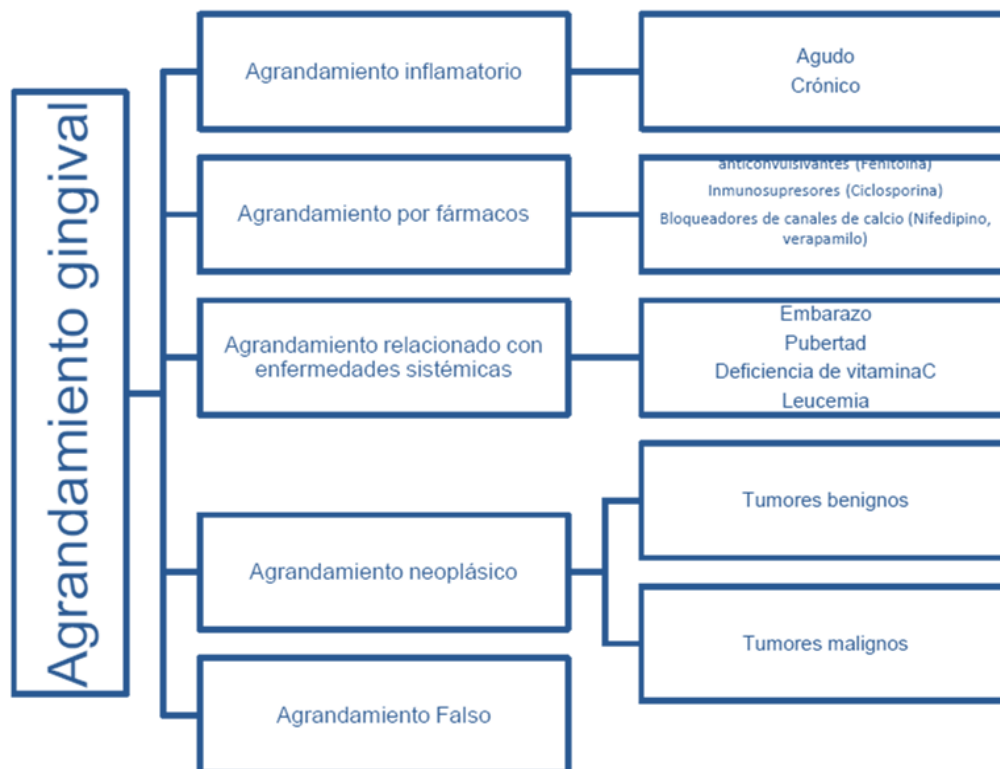 Agrandamiento gingival
Agrandamiento inflamatorio
Agudo
Crónico
Agrandamiento por fármacos
anticonvulsivantes (Fenitoína)
Inmunosupresores (Ciclosporina)
Bloqueadores de canales de calcio (Nifedipino,
verapamilo)
Agrandamiento relacionado con
enfermedades sistémicas
Embarazo
Pubertad
Deficiencia de vitaminaC
Leucemia
Agrandamiento neoplásico
Tumores benignos
Tumores malignos
Agrandamiento Falso